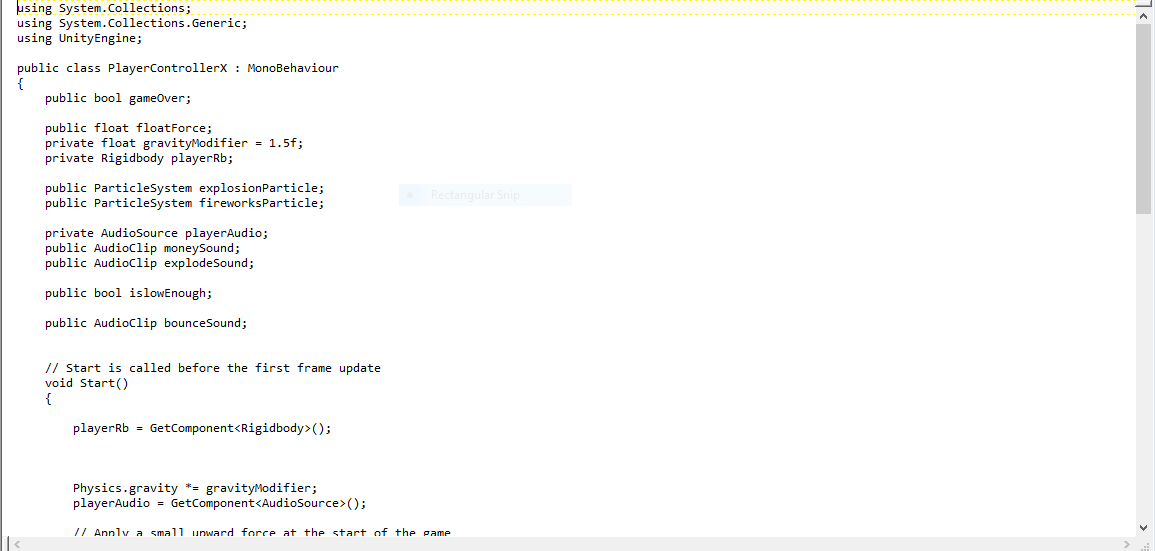 using System.Collections;
using System.Collections.Generic;
using UnityEngine;

public class PlayerControllerX : MonoBehaviour
{
    public bool gameOver;

    public float floatForce;
    private float gravityModifier = 1.5f;
    private Rigidbody playerRb;

    public ParticleSystem explosionParticle;
    public ParticleSystem fireworksParticle;
Rectangular Snip

    private AudioSource playerAudio;
    public AudioClip moneySound;
    public AudioClip explodeSound;

    public bool islowEnough;

    public AudioClip bounceSound;

    // Start is called before the first frame update
    void Start()
    {

        playerRb = GetComponent<Rigidbody>();

        Physics.gravity *= gravityModifier;
        playerAudio = GetComponent<AudioSource>();

        // Apply a small upward force at the start of the game